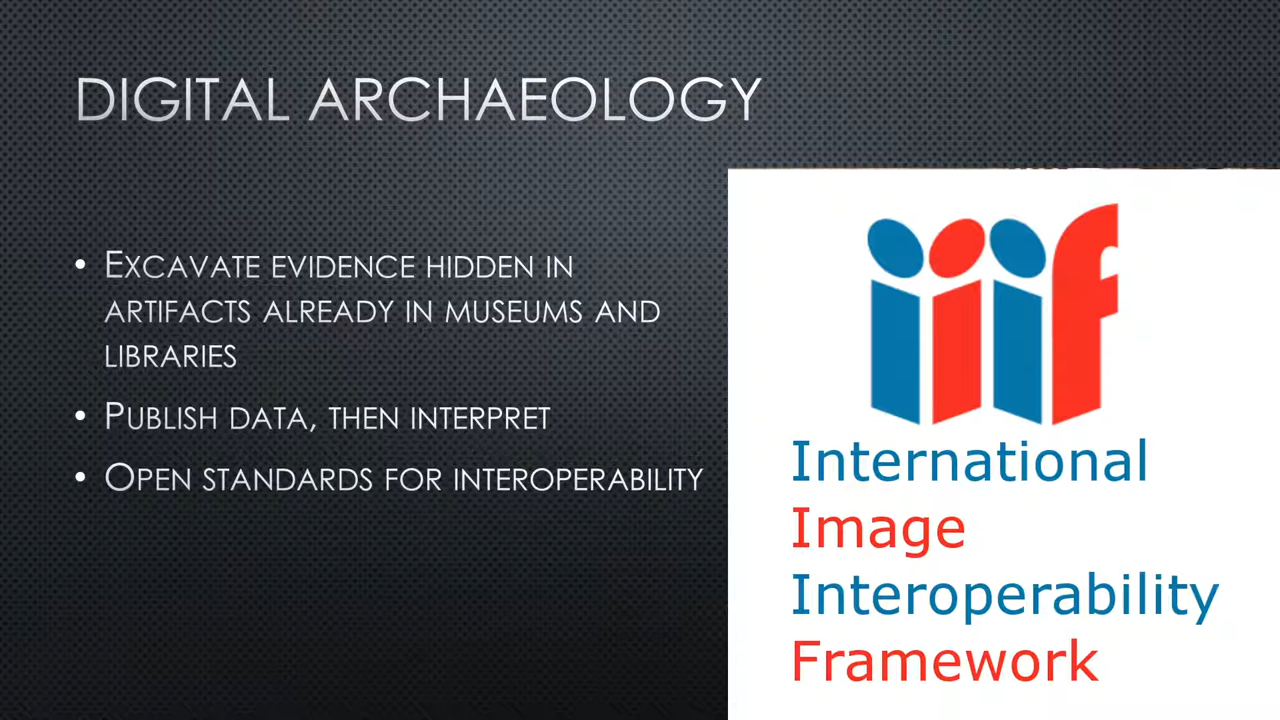 DIGITAL ARCHAEOLOGY
• EXCAVATE EVIDENCE HIDDEN IN
ARTIFACTS ALREADY IN MUSEUMS AND
LIBRARIES
• PUBLISH DATA, THEN INTERPRET
• OPEN STANDARDS FOR INTEROPERABILITY
iiif
International
Image
Interoperability
Framework